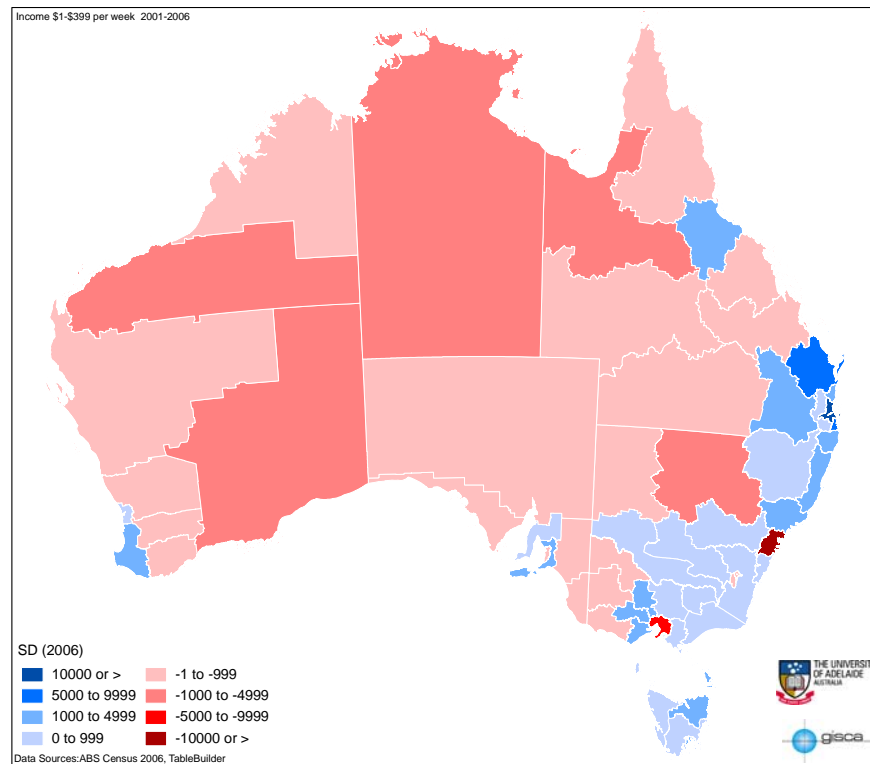 Income $1-$399 per week 2001-2006
SD (2006)
10000 or >
5000 to 9999
1000 to 4999
0 to 999
-1 to -999
-1000 to -4999
-5000 to -9999
-10000 or >
THE UNIVERSITY
OF ADELAIDE
AUSTRALIA
gisca
Data Sources:ABS Census 2006, TableBuilder